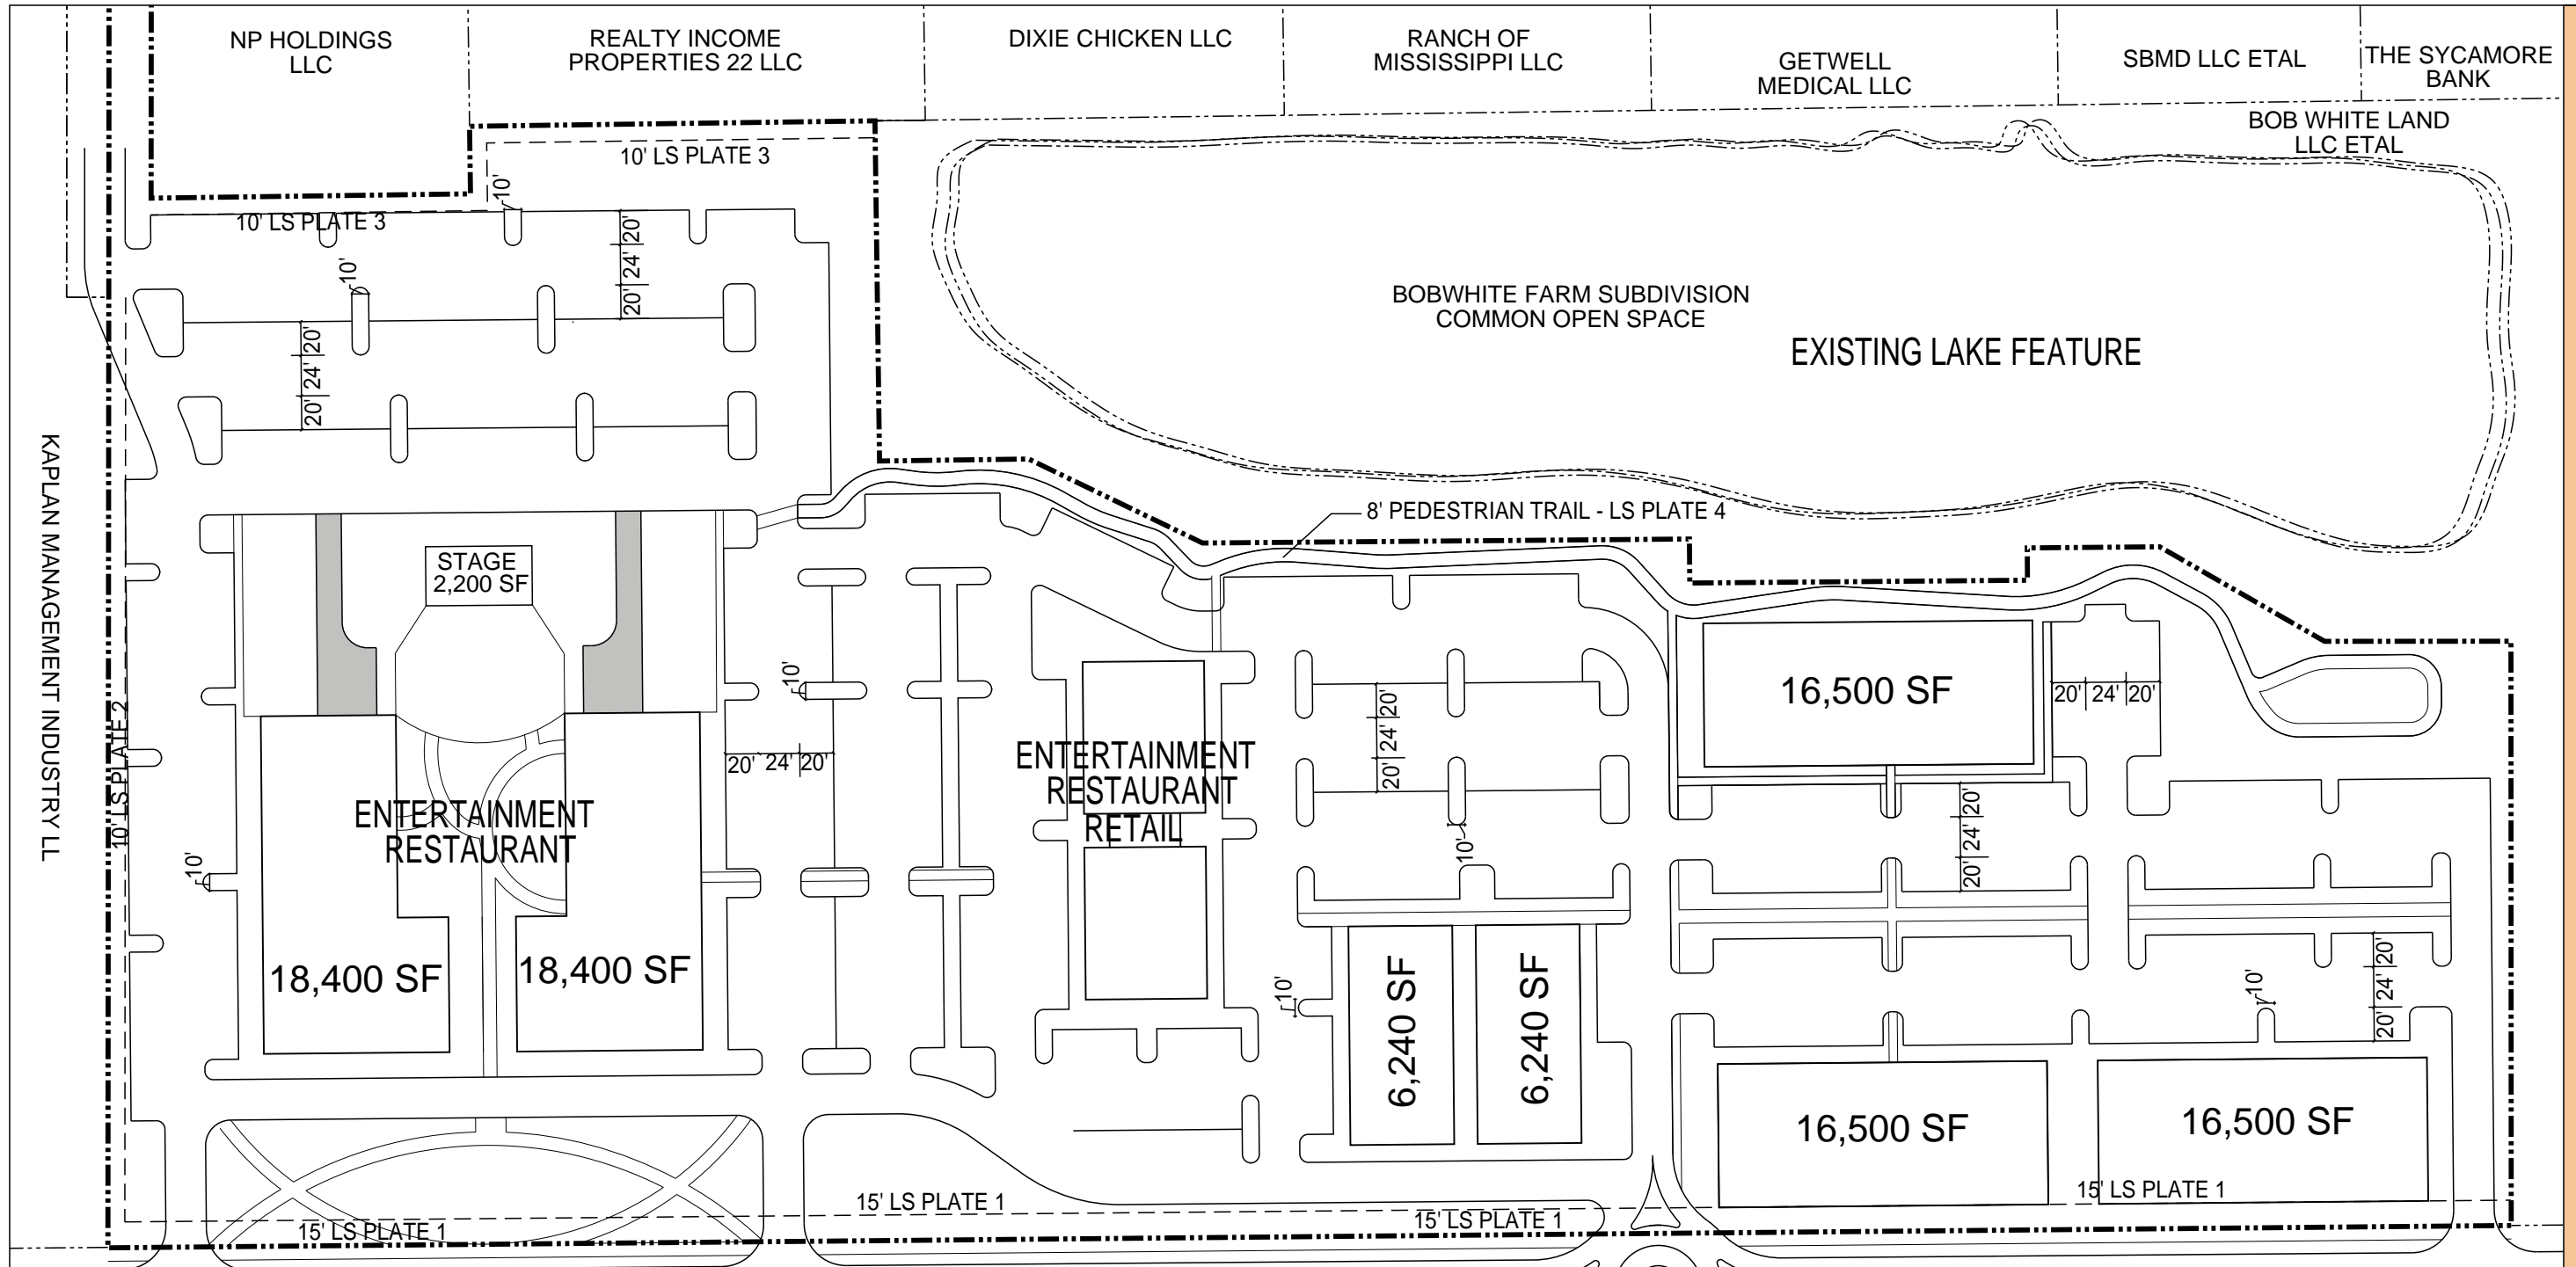 NP HOLDINGS
LLC
REALTY INCOME
PROPERTIES 22 LLC
DIXIE CHICKEN LLC
RANCH OF
MISSISSIPPI LLC
GETWELL
MEDICAL LLC
SBMD LLC ETAL
THE SYCAMORE
BANK
BOB WHITE LAND
LLC ETAL
10' LS PLATE 3
10'
10' LS PLATE 3
20'
24'
20'
10'
20'
24'
20'
BOBWHITE FARM SUBDIVISION
COMMON OPEN SPACE
EXISTING LAKE FEATURE
KAPLAN MANAGEMENT INDUSTRY LL
8' PEDESTRIAN TRAIL - LS PLATE 4
STAGE
2,200 SF
10' LS PLATE 2
10'
20' 24' 20'
ENTERTAINMENT
RESTAURANT
10'
18,400 SF
18,400 SF
ENTERTAINMENT
RESTAURANT
RETAIL
20'
24'
20'
10'
10'
6,240 SF
6,240 SF
16,500 SF
20' 24' 20'
20'
24'
20'
10'
20'
24'
20'
16,500 SF
16,500 SF
15' LS PLATE 1
15' LS PLATE 1
15' LS PLATE 1
15' LS PLATE 1